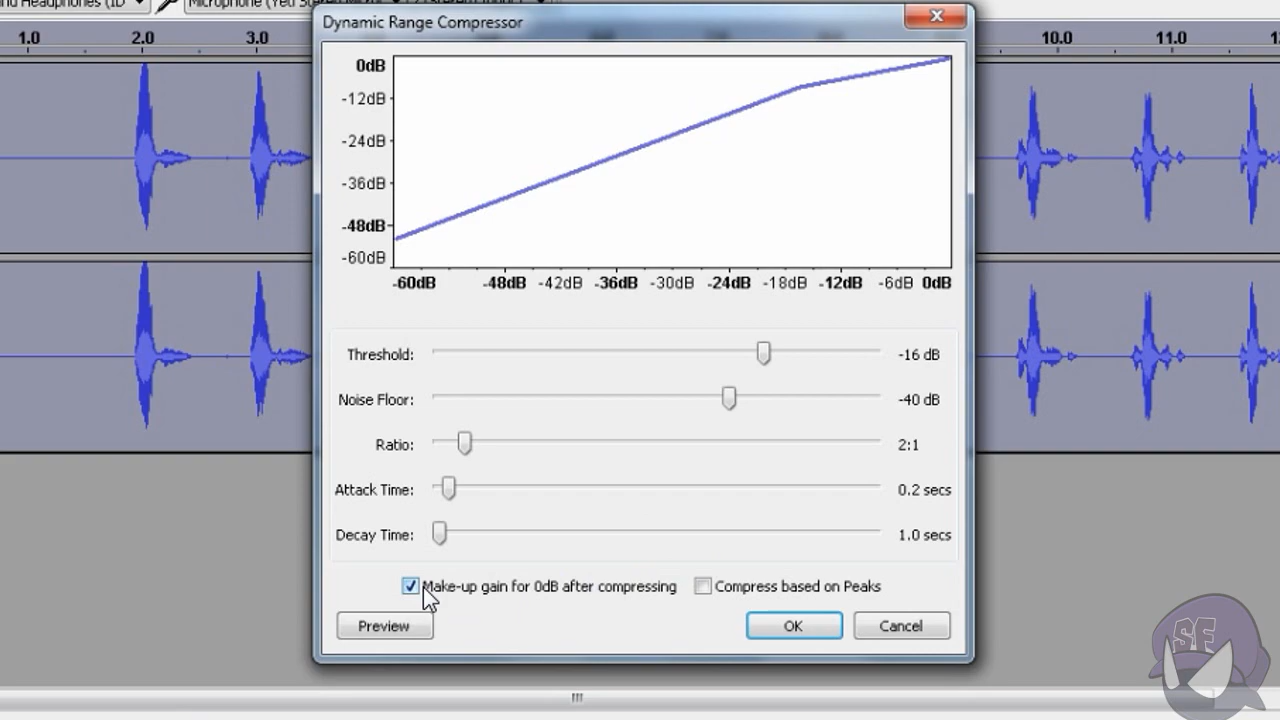 Dynamic Range Compressor
1.0 2.0 3.0 10.0 11.0
0dB
-12dB
-24dB
-36dB
-48dB
-60dB
-60dB -48dB -42dB -36dB -30dB -24dB -18dB -12dB -6dB 0dB
Threshold: -16 dB
Noise Floor: -40 dB
Ratio: 2:1
Attack Time: 0.2 secs
Decay Time: 1.0 secs
Make-up gain for 0dB after compressing Compress based on Peaks
Preview OK Cancel
SF